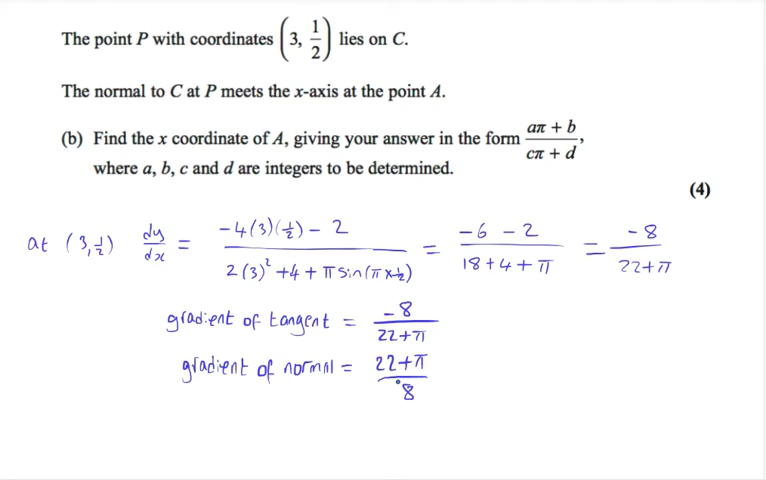 The point P with coordinates (3, 1/2) lies on C.
The normal to C at P meets the x-axis at the point A.
(b) Find the x coordinate of A, giving your answer in the form (aπ + b)/(cπ + d),
where a, b, c and d are integers to be determined.
(4)
at (3, 1/2) dy/dx = (-4(3)(1/2) - 2)/(2(3)² + 4 + π sin(π × 1/2)) = (-6 - 2)/(18 + 4 + π) = -8/(22 + π)
gradient of tangent = -8/(22 + π)
gradient of normal = (22 + π)/8